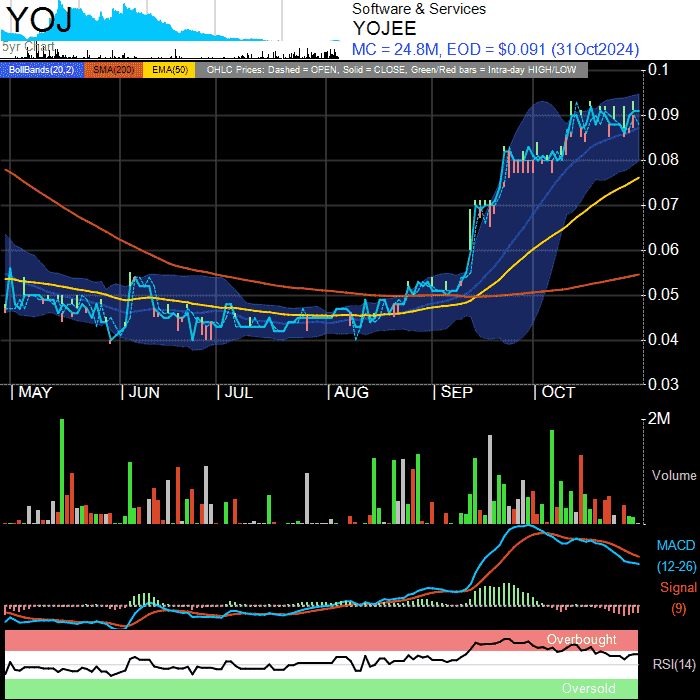 YOJ
5yr Chart
Software & Services
YOJEE
MC = 24.8M, EOD = $0.091 (31Oct2024)
BollBands(20,2) SMA(200) EMA(50) OHLC Prices: Dashed = OPEN, Solid = CLOSE, Green/Red bars = Intra-day HIGH/LOW
0.1
0.09
0.08
0.07
0.06
0.05
0.04
0.03
MAY JUN JUL AUG SEP OCT
2M
Volume
MACD
(12-26)
Signal
(9)
Overbought
RSI(14)
Oversold